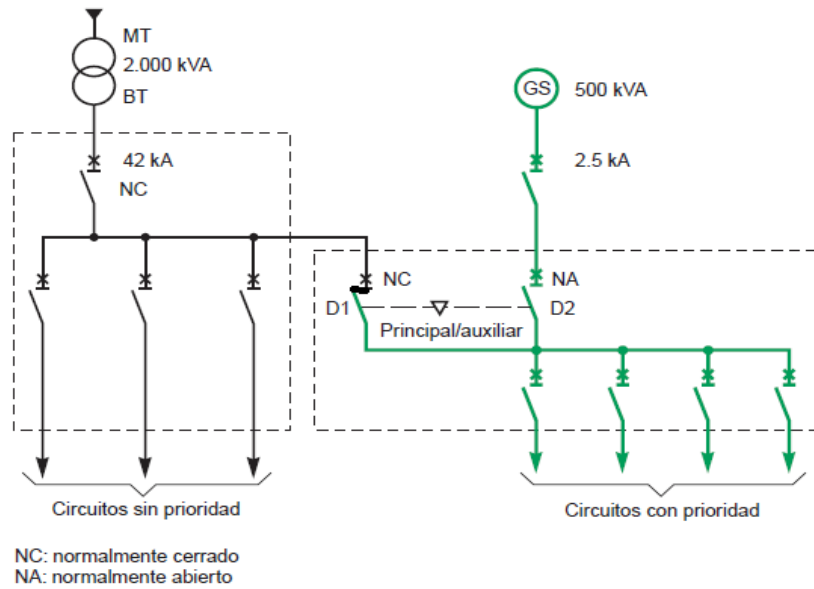 MT
2.000 kVA
BT
GS 500 kVA
42 kA
NC
2.5 kA
NC
NA
D1
D2
Principal/auxiliar
Circuitos sin prioridad
Circuitos con prioridad
NC: normalmente cerrado
NA: normalmente abierto